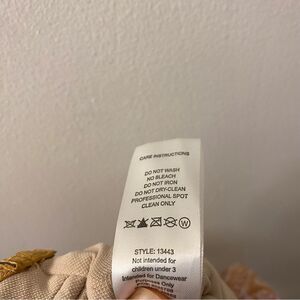 CARE INSTRUCTIONS
DO NOT WASH
NO BLEACH
DO NOT IRON
DO NOT DRY-CLEAN
PROFESSIONAL SPOT
CLEAN ONLY
STYLE: 13443
Not intended for
children under 3
Intended for Dancewear
Purposes Only